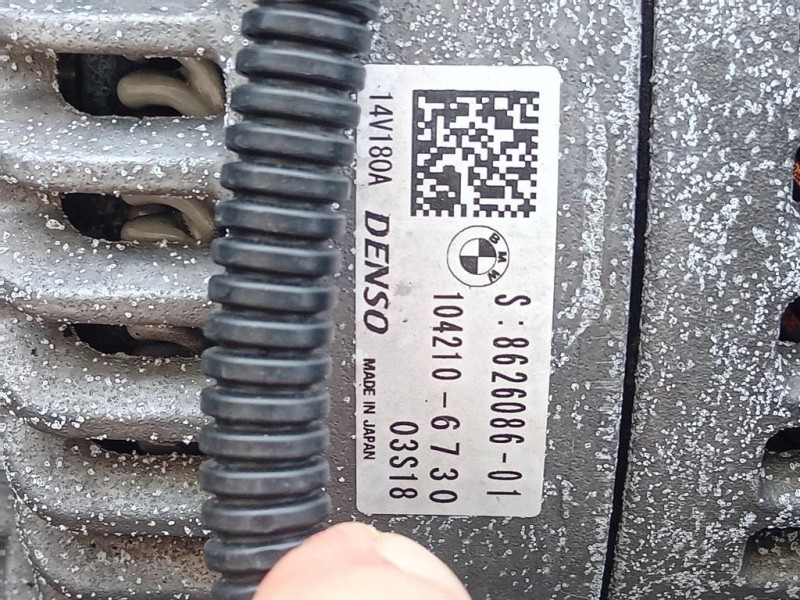 BMW
S:8626086-01
104210-6730
03S18
14V180A DENSO MADE IN JAPAN